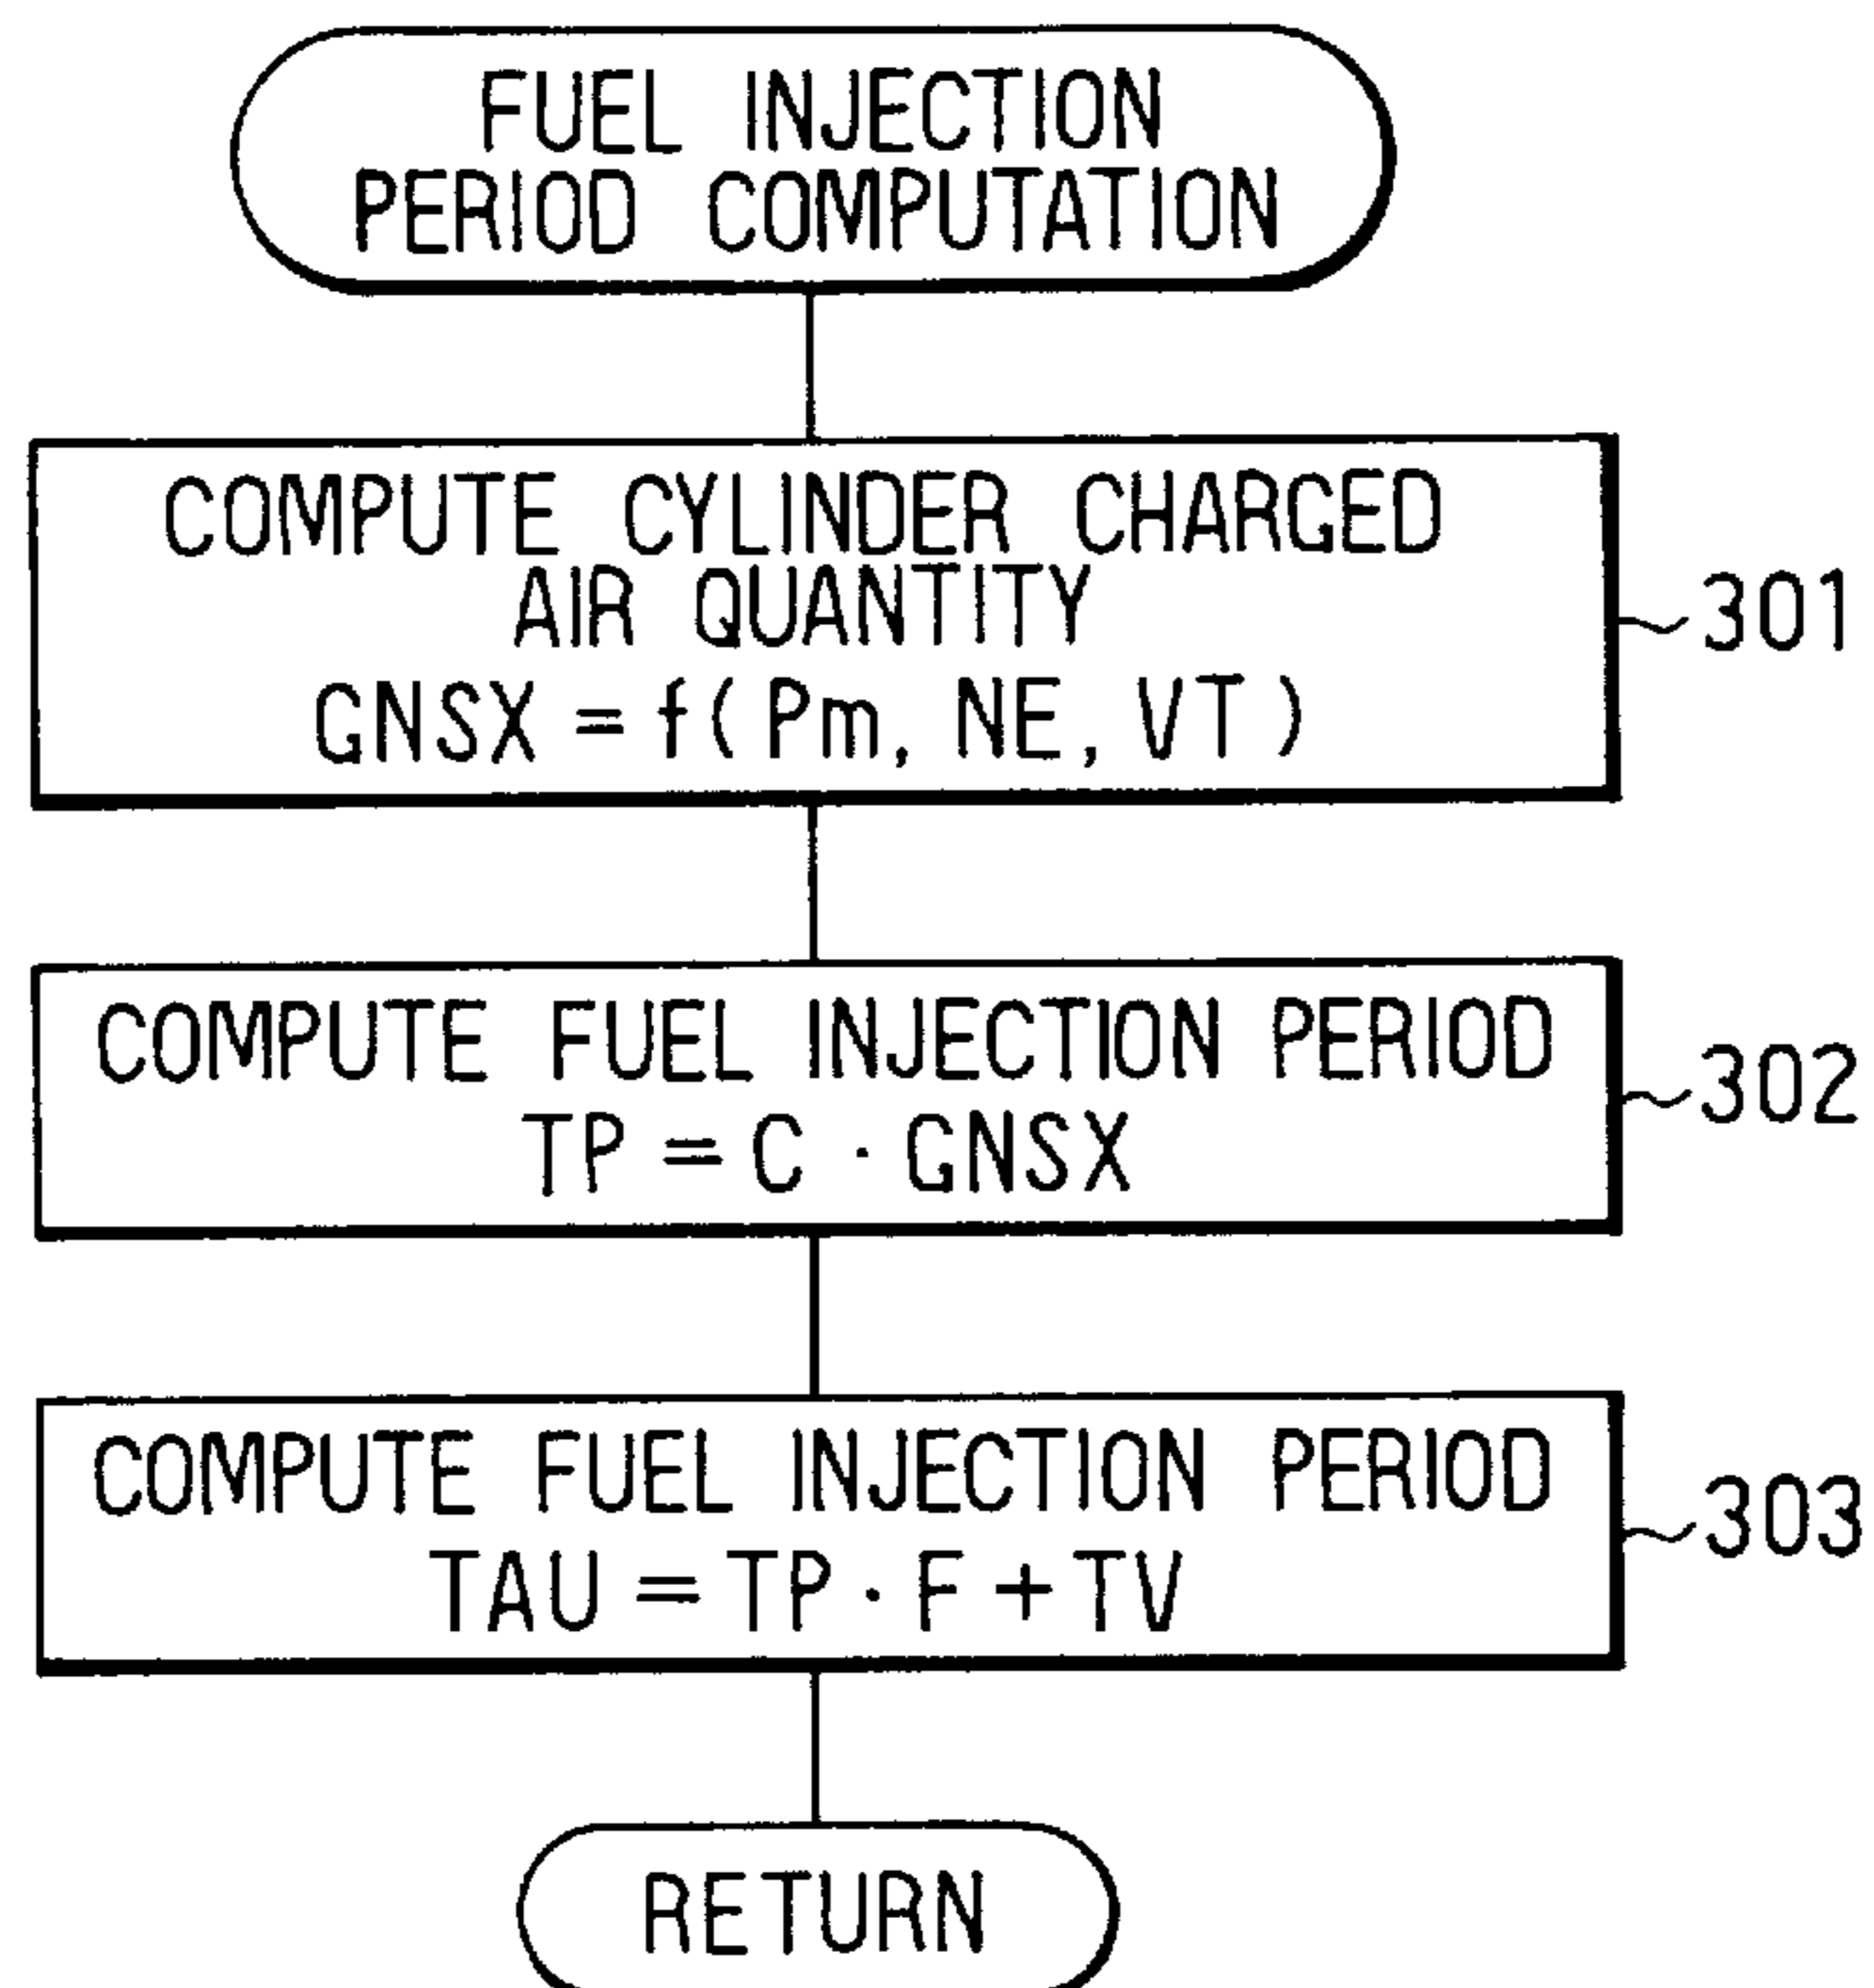 FUEL INJECTION
PERIOD COMPUTATION
COMPUTE CYLINDER CHARGED
AIR QUANTITY
GNSX = f( Pm, NE, VT )
301
COMPUTE FUEL INJECTION PERIOD
TP = C · GNSX
302
COMPUTE FUEL INJECTION PERIOD
TAU = TP · F + TV
303
RETURN